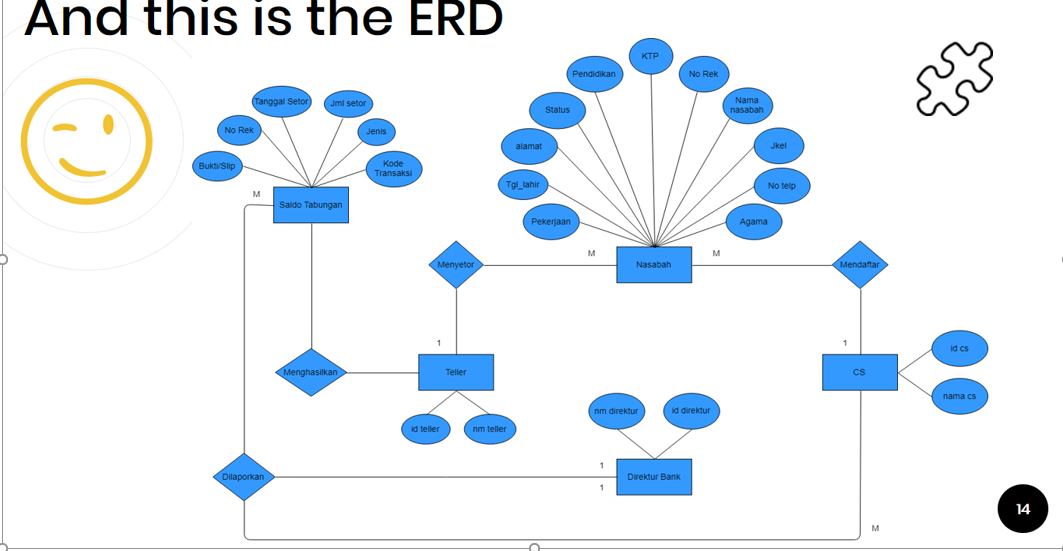 And this is the ERD
KTP
Pendidikan
No Rek
Tanggal Setor
Jml setor
Nama
nasabah
Status
No Rek
Jenis
alamat
Jkel
Bukti/Slip
Kode
Transaksi
Tgl_lahir
No telp
M
Saldo Tabungan
Pekerjaan
Agama
M
M
Menyetor
Nasabah
Mendaftar
1
1
id cs
Menghasilkan
Teller
CS
nama cs
nm direktur
id direktur
id teller
nm teller
1
Dilaporkan
Direktur Bank
1
14
M